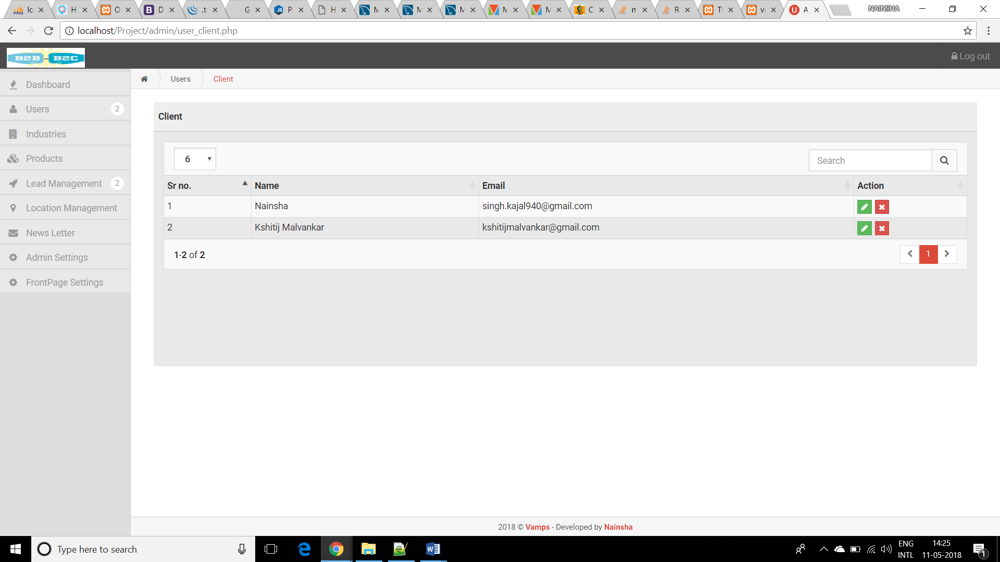 Ic H O D .t G P H M M M M M C m R T vi A NAINSHA
localhost/Project/admin/user_client.php
B2B - B2C
Log out
Dashboard
Users 2
Industries
Products
Lead Management 2
Location Management
News Letter
Admin Settings
FrontPage Settings
Users Client
Client
6
Search
Sr no. Name Email Action
1 Nainsha singh.kajal940@gmail.com
2 Kshitij Malvankar kshitijmalvankar@gmail.com
1-2 of 2
1
2018 © Vamps - Developed by Nainsha
Type here to search
ENG 14:25
INTL 11-05-2018
1